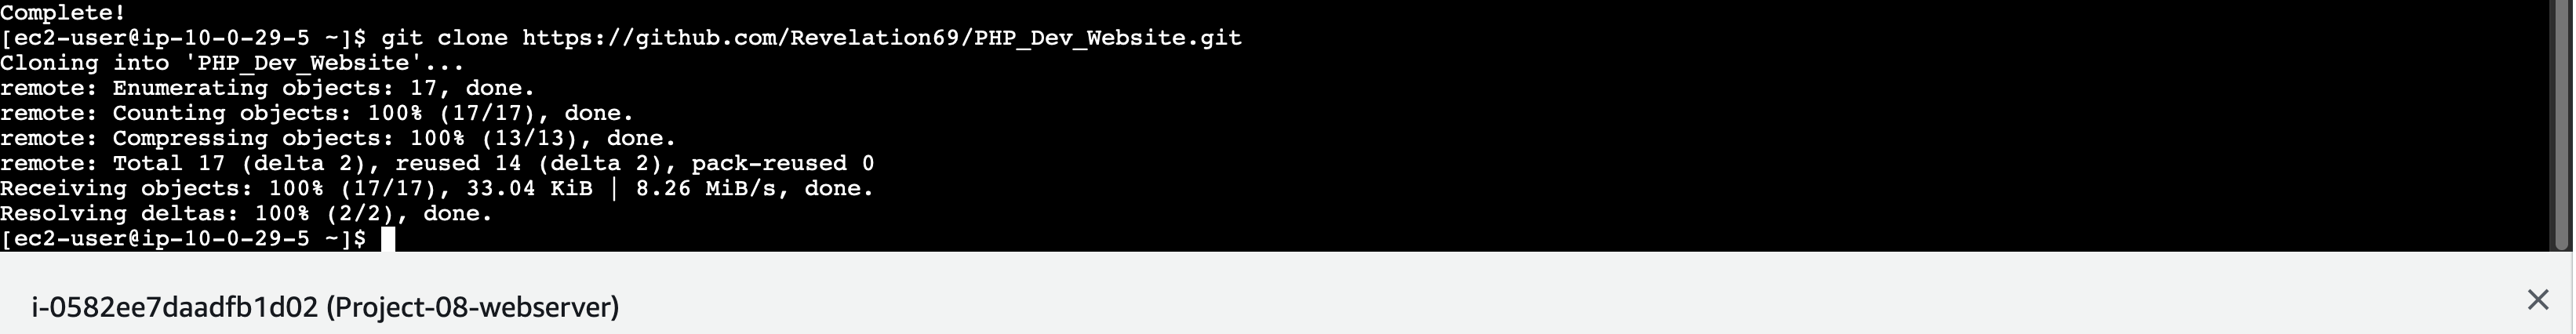 Complete!
[ec2-user@ip-10-0-29-5 ~]$ git clone https://github.com/Revelation69/PHP_Dev_Website.git
Cloning into 'PHP_Dev_Website'...
remote: Enumerating objects: 17, done.
remote: Counting objects: 100% (17/17), done.
remote: Compressing objects: 100% (13/13), done.
remote: Total 17 (delta 2), reused 14 (delta 2), pack-reused 0
Receiving objects: 100% (17/17), 33.04 KiB | 8.26 MiB/s, done.
Resolving deltas: 100% (2/2), done.
[ec2-user@ip-10-0-29-5 ~]$
i-0582ee7daadfb1d02 (Project-08-webserver)